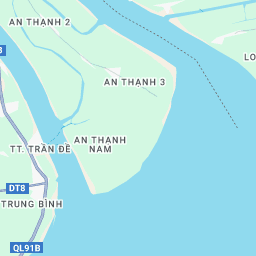 AN THẠNH 2
AN THẠNH 3
LO
AN THẠNH
NAM
TT. TRẦN ĐỀ
DT8
TRUNG BÌNH
QL91B